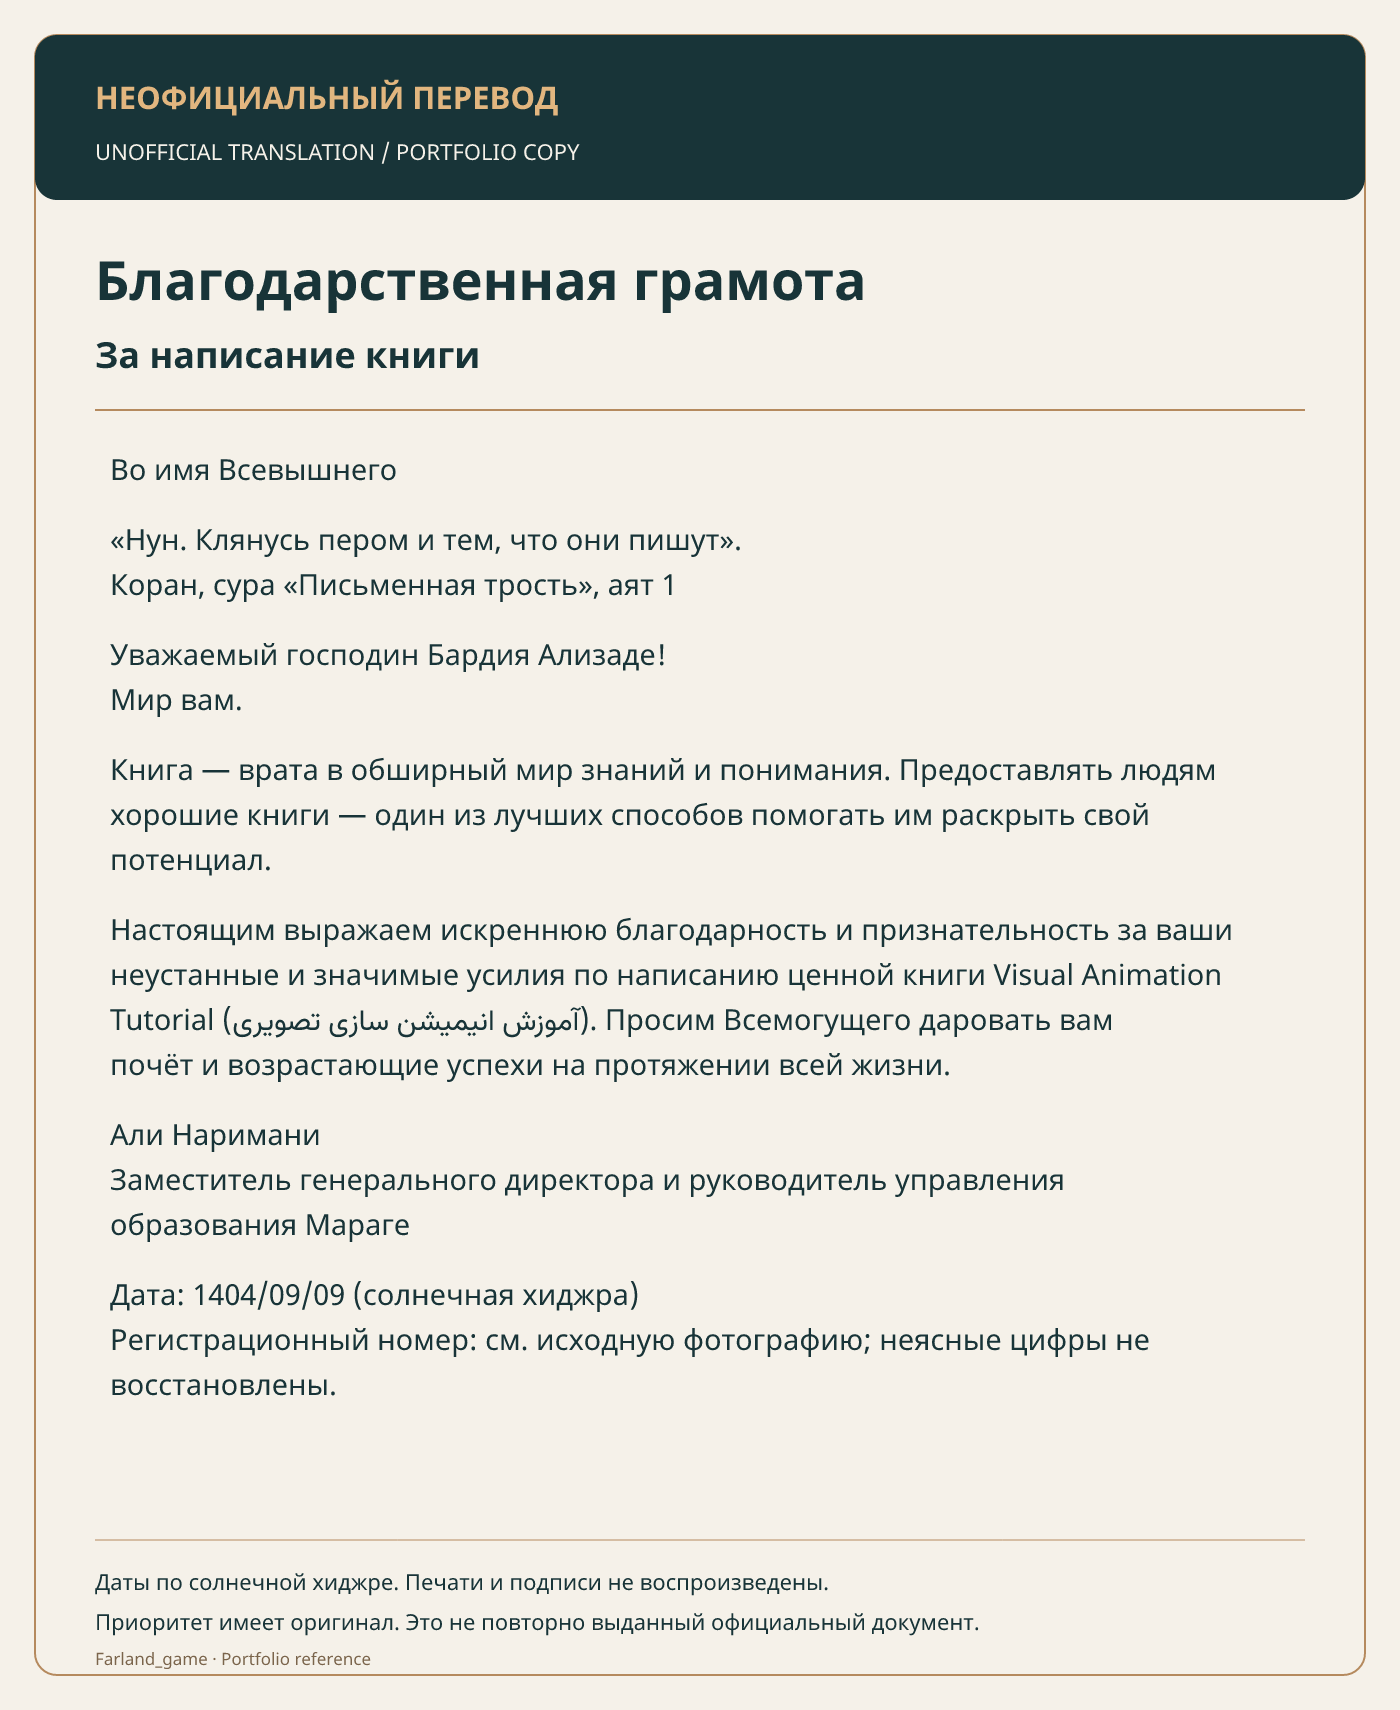 НЕОФИЦИАЛЬНЫЙ ПЕРЕВОД
UNOFFICIAL TRANSLATION / PORTFOLIO COPY
Благодарственная грамота
За написание книги
Во имя Всевышнего
«Нун. Клянусь пером и тем, что они пишут».
Коран, сура «Письменная трость», аят 1
Уважаемый господин Бардия Ализаде!
Мир вам.
Книга — врата в обширный мир знаний и понимания. Предоставлять людям
хорошие книги — один из лучших способов помогать им раскрыть свой
потенциал.
Настоящим выражаем искреннюю благодарность и признательность за ваши
неустанные и значимые усилия по написанию ценной книги Visual Animation
Tutorial (آموزش انیمیشن سازی تصویری). Просим Всемогущего даровать вам
почёт и возрастающие успехи на протяжении всей жизни.
Али Наримани
Заместитель генерального директора и руководитель управления
образования Мараге
Дата: 1404/09/09 (солнечная хиджра)
Регистрационный номер: см. исходную фотографию; неясные цифры не
восстановлены.
Даты по солнечной хиджре. Печати и подписи не воспроизведены.
Приоритет имеет оригинал. Это не повторно выданный официальный документ.
Farland_game · Portfolio reference